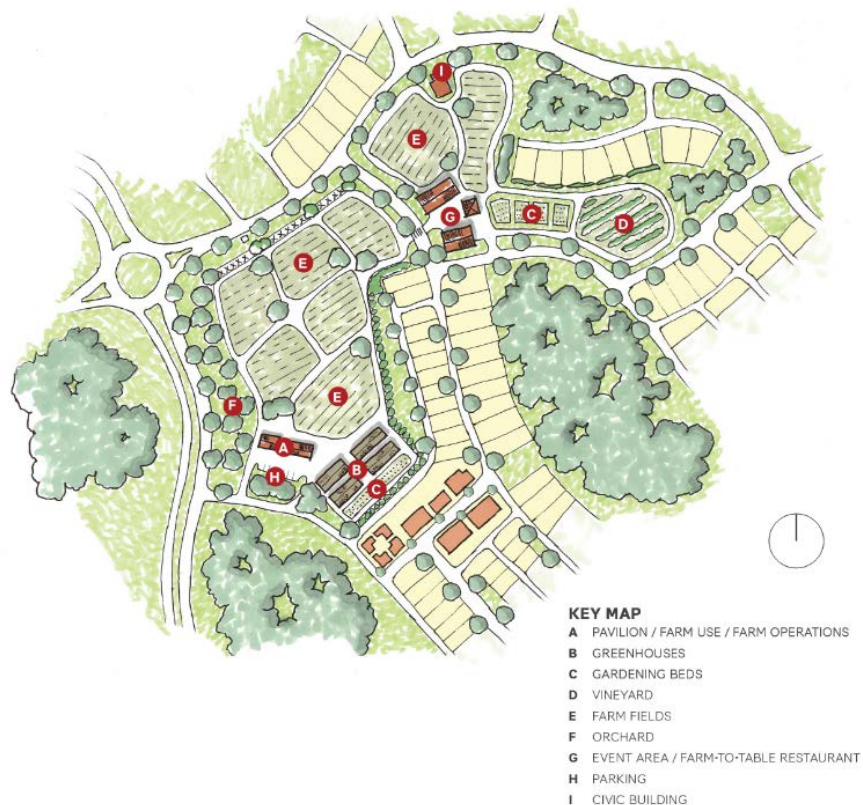 I
E
G
C
D
E
E
F
A
B
H
C
KEY MAP
A PAVILION / FARM USE / FARM OPERATIONS
B GREENHOUSES
C GARDENING BEDS
D VINEYARD
E FARM FIELDS
F ORCHARD
G EVENT AREA / FARM-TO-TABLE RESTAURANT
H PARKING
I CIVIC BUILDING